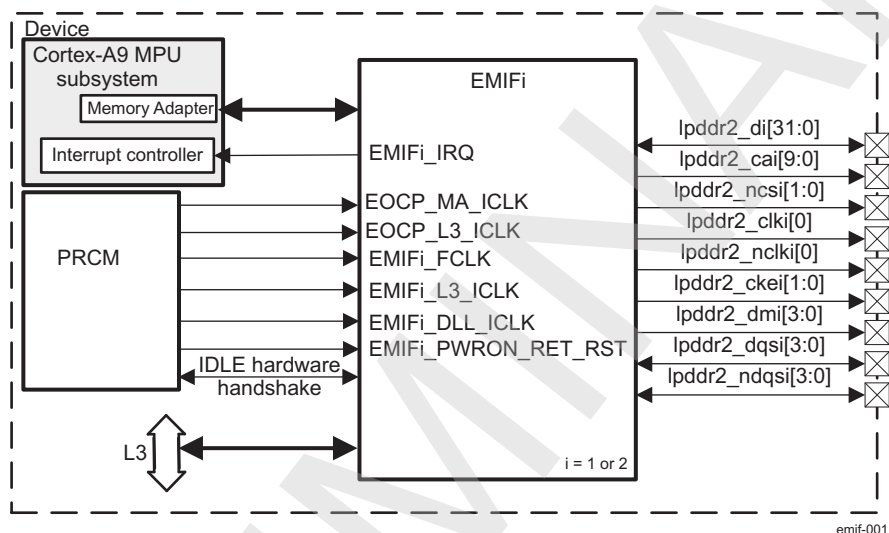 Device
Cortex-A9 MPU
subsystem
Memory Adapter
Interrupt controller
PRCM
IDLE hardware
handshake
L3
EMIFi
EMIFi_IRQ
EOCP_MA_ICLK
EOCP_L3_ICLK
EMIFi_FCLK
EMIFi_L3_ICLK
EMIFi_DLL_ICLK
EMIFi_PWRON_RET_RST
i = 1 or 2
lpddr2_di[31:0]
lpddr2_cai[9:0]
lpddr2_ncsi[1:0]
lpddr2_clki[0]
lpddr2_nclki[0]
lpddr2_ckei[1:0]
lpddr2_dmi[3:0]
lpddr2_dqsi[3:0]
lpddr2_ndqsi[3:0]
emif-001